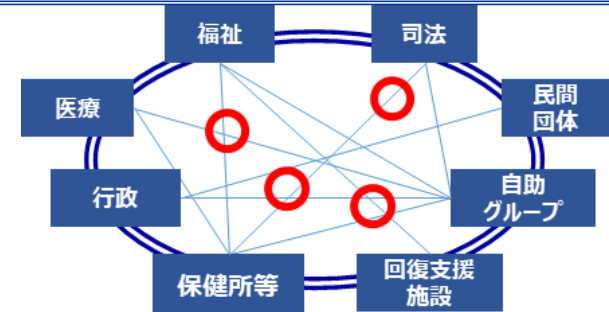 福祉
司法
医療
民間
団体
行政
自助
グループ
保健所等
回復支援
施設